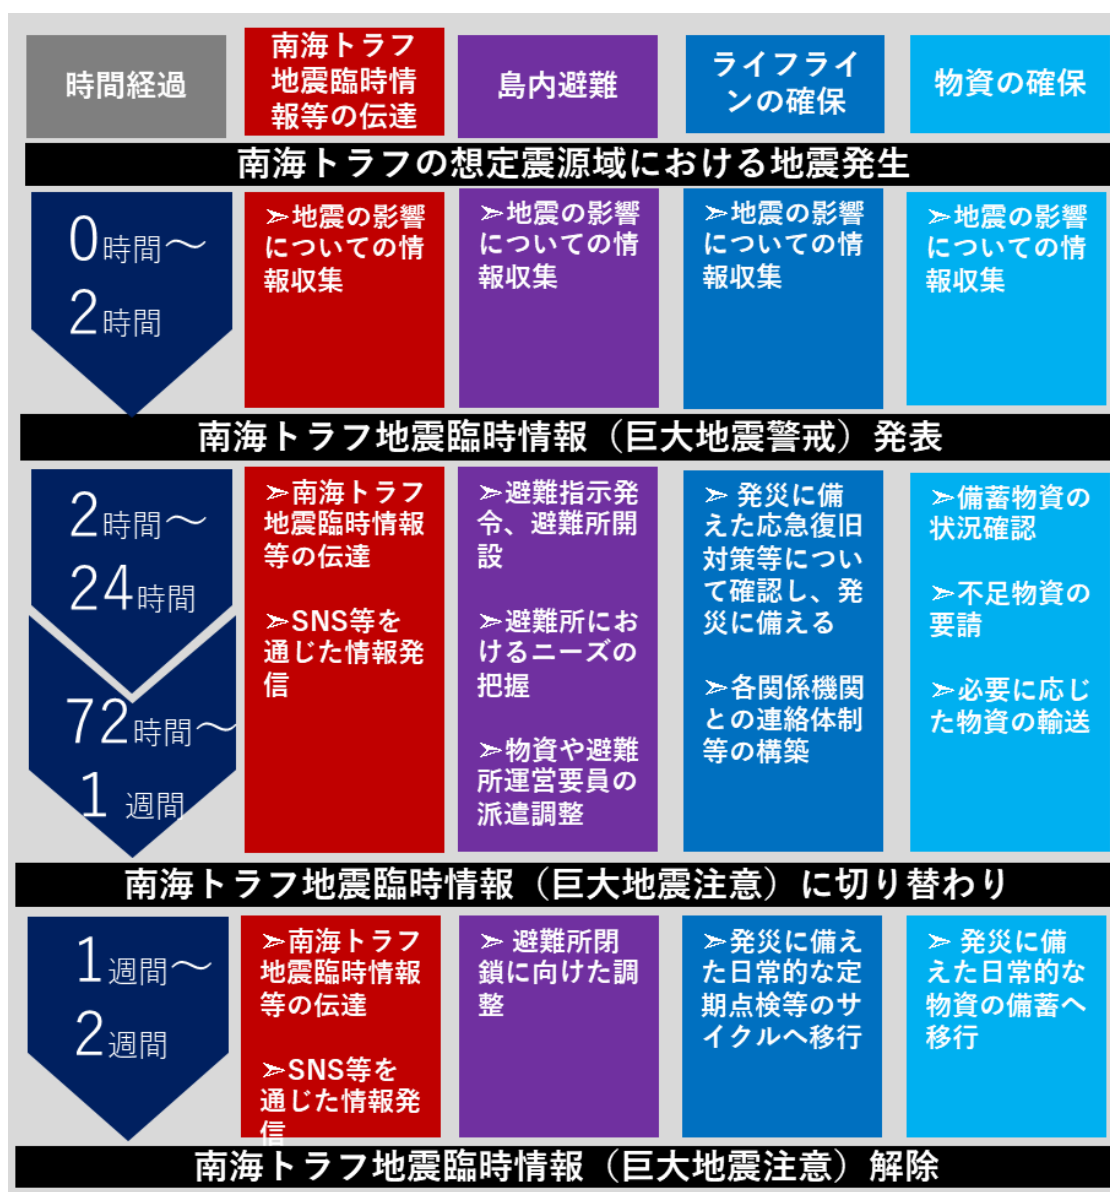 時間経過
南海トラフ
地震臨時情
報等の伝達
島内避難
ライフライ
ンの確保
物資の確保
南海トラフの想定震源域における地震発生
0時間～
2時間
➣地震の影響
についての情
報収集
➣地震の影響
についての情
報収集
➣地震の影響
についての情
報収集
➣地震の影響
についての情
報収集
南海トラフ地震臨時情報（巨大地震警戒）発表
2時間～
24時間
72時間～
1 週間
➣南海トラフ
地震臨時情報
等の伝達
➣SNS等を
通じた情報発
信
➣避難指示発
令、避難所開
設
➣避難所にお
けるニーズの
把握
➣物資や避難
所運営要員の
派遣調整
➣ 発災に備
えた応急復旧
対策等につい
て確認し、発
災に備える
➣各関係機関
との連絡体制
等の構築
➣備蓄物資の
状況確認
➣不足物資の
要請
➣必要に応じ
た物資の輸送
南海トラフ地震臨時情報（巨大地震注意）に切り替わり
1週間～
2週間
➣南海トラフ
地震臨時情報
等の伝達
➣SNS等を
通じた情報発
信
➣ 避難所閉
鎖に向けた調
整
➣発災に備え
た日常的な定
期点検等のサ
イクルへ移行
➣ 発災に備
えた日常的な
物資の備蓄へ
移行
南海トラフ地震臨時情報（巨大地震注意）解除